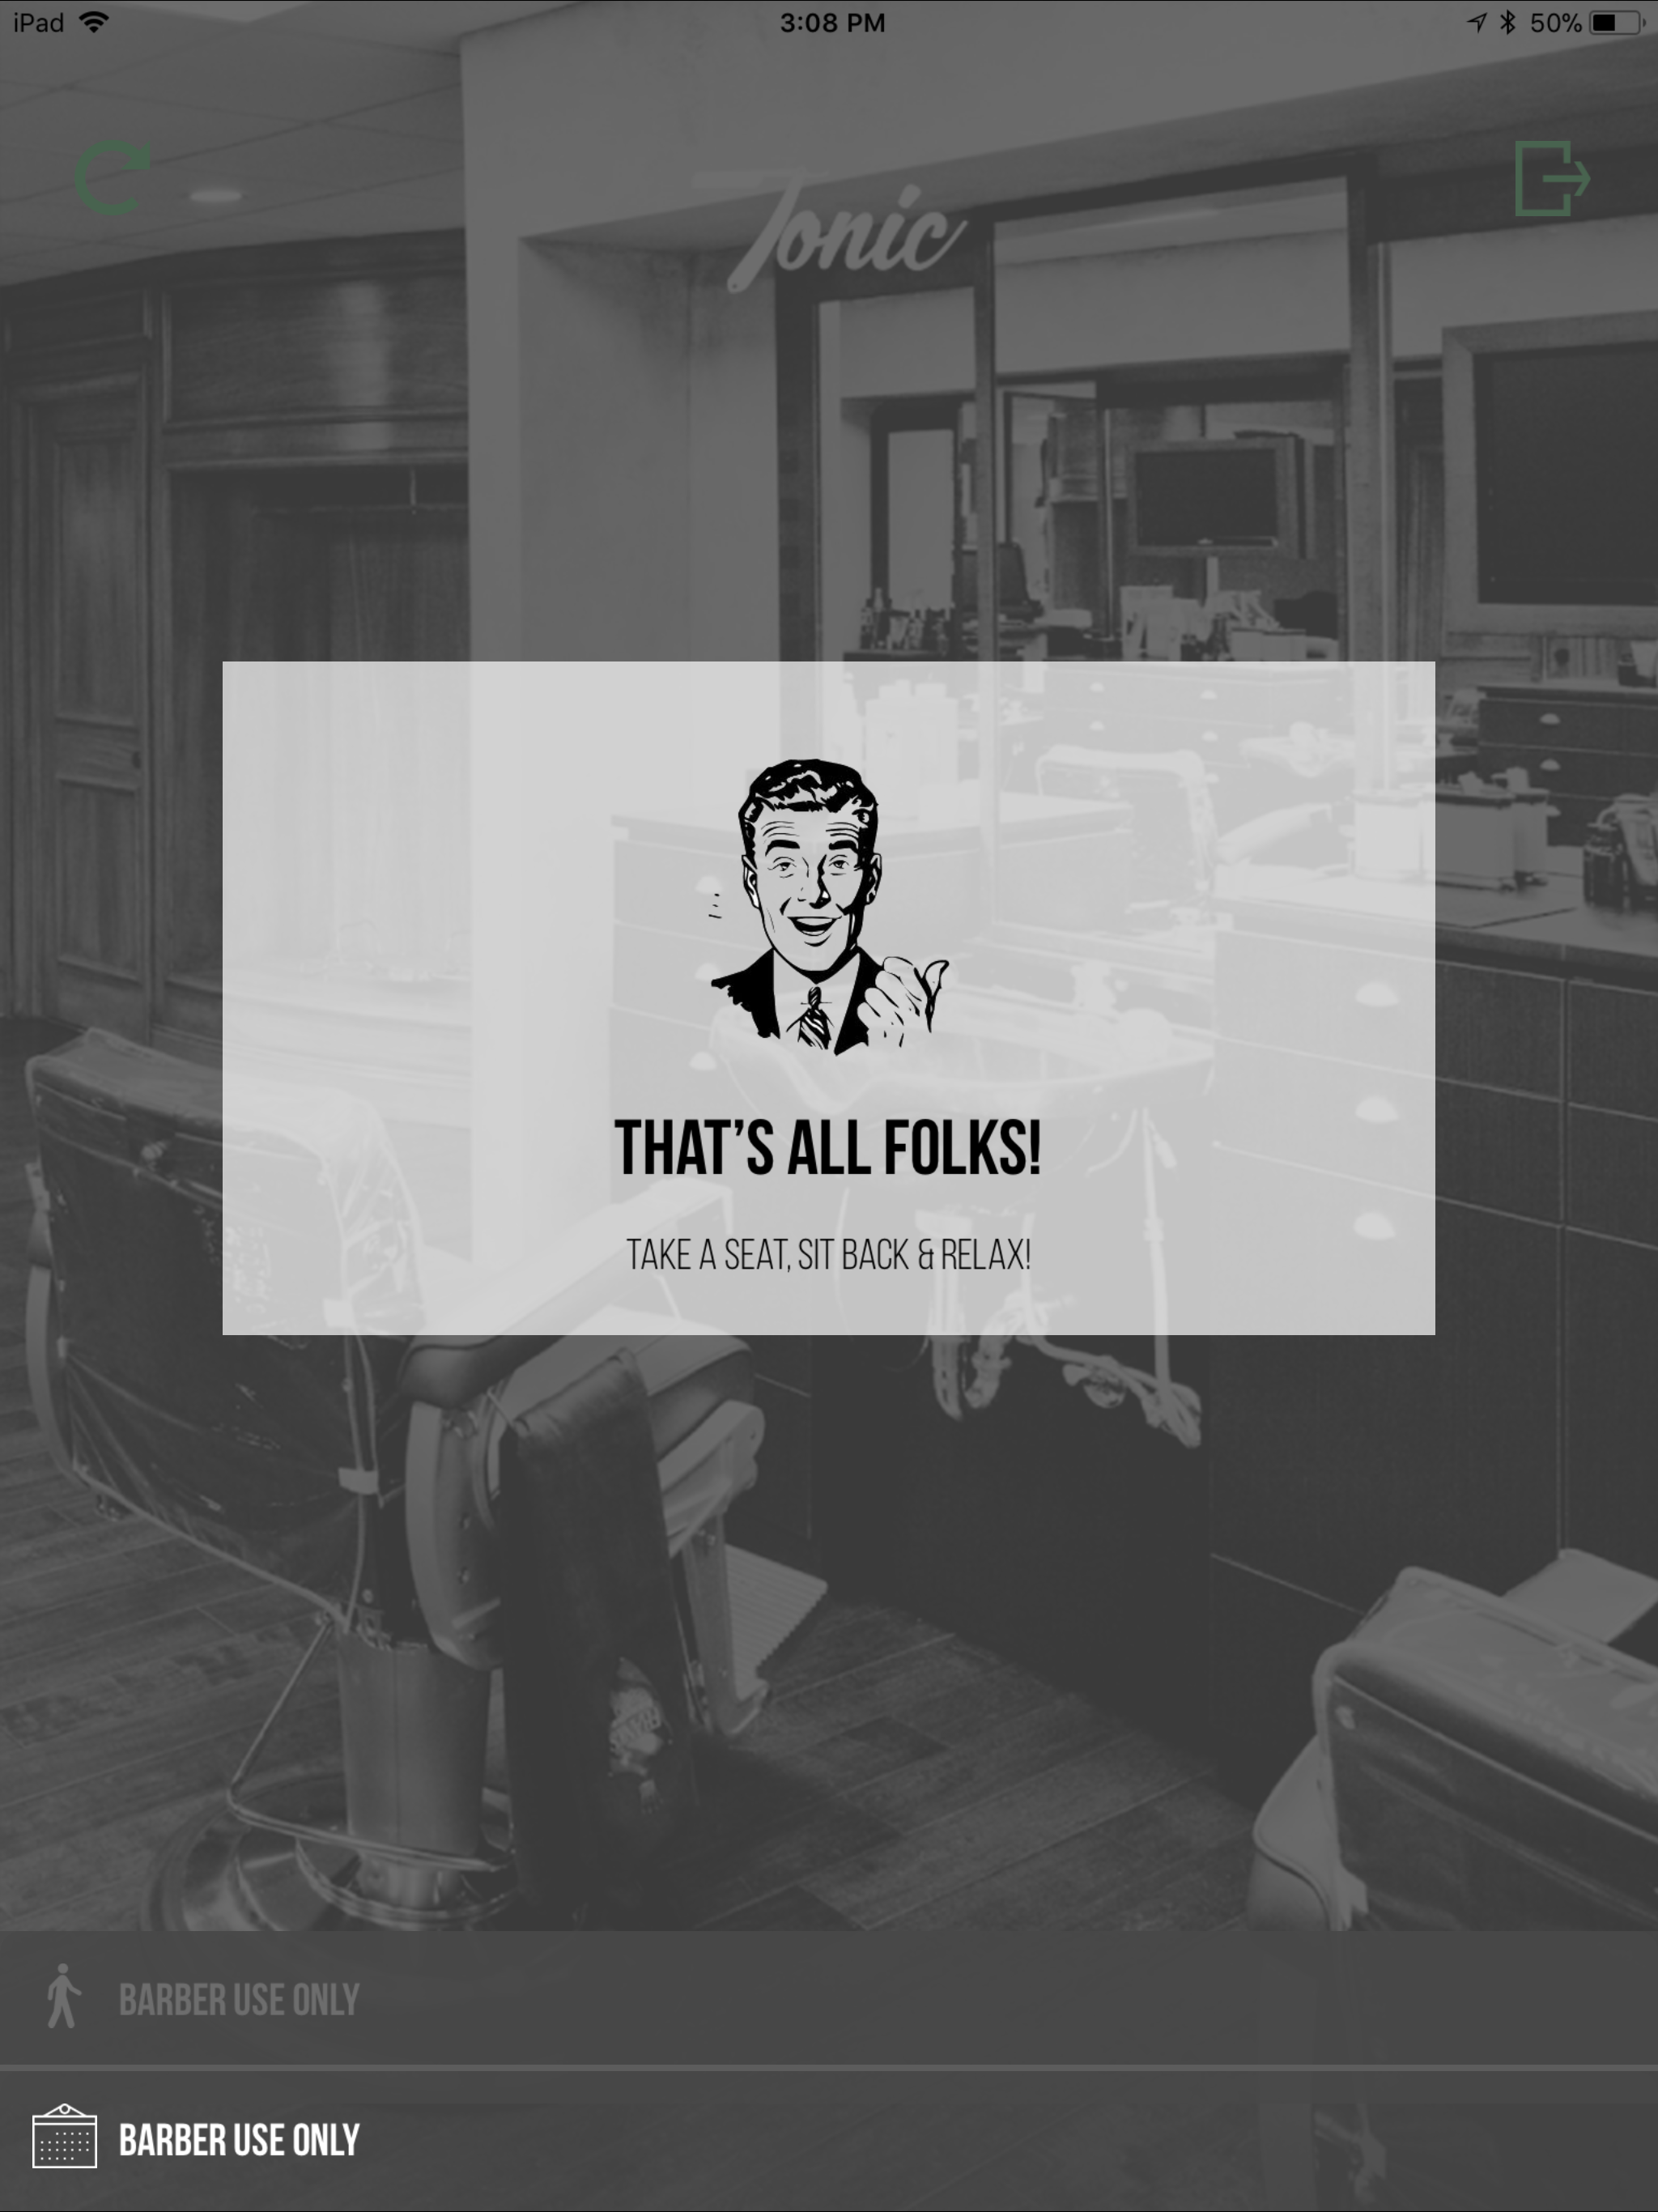 iPad 3:08 PM 50%
Tonic
THAT'S ALL FOLKS!
TAKE A SEAT, SIT BACK & RELAX!
BARBER USE ONLY
BARBER USE ONLY